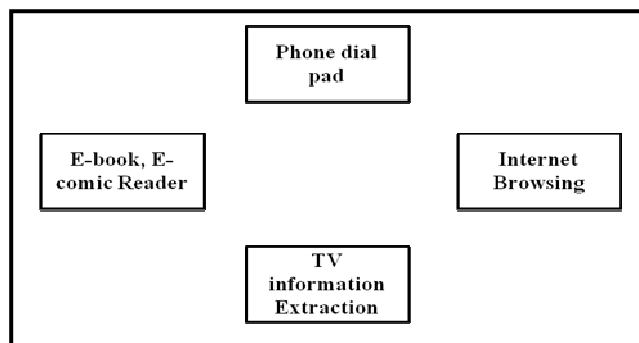 Phone dial
pad
E-book, E-
comic Reader
Internet
Browsing
TV
information
Extraction